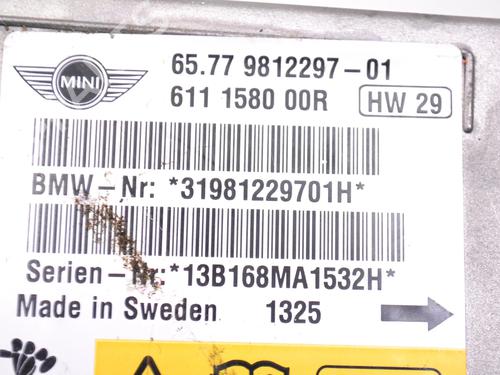 MINI
65.77 9812297-01
611 1580 00R
HW 29
BMW-Nr: *31981229701H*
Serien-Nr: *13B168MA1532H*
Made in Sweden 1325